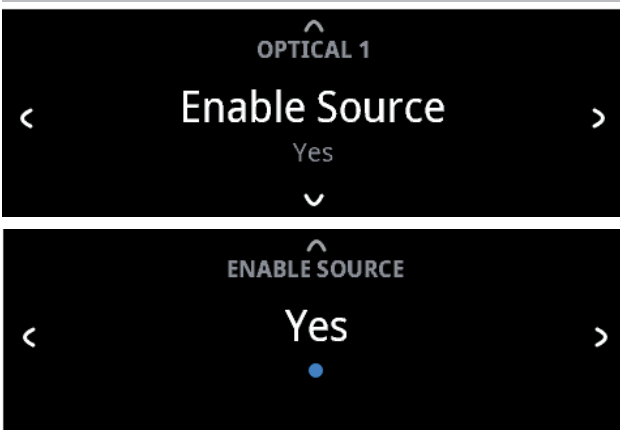 OPTICAL 1
Enable Source
Yes
ENABLE SOURCE
Yes